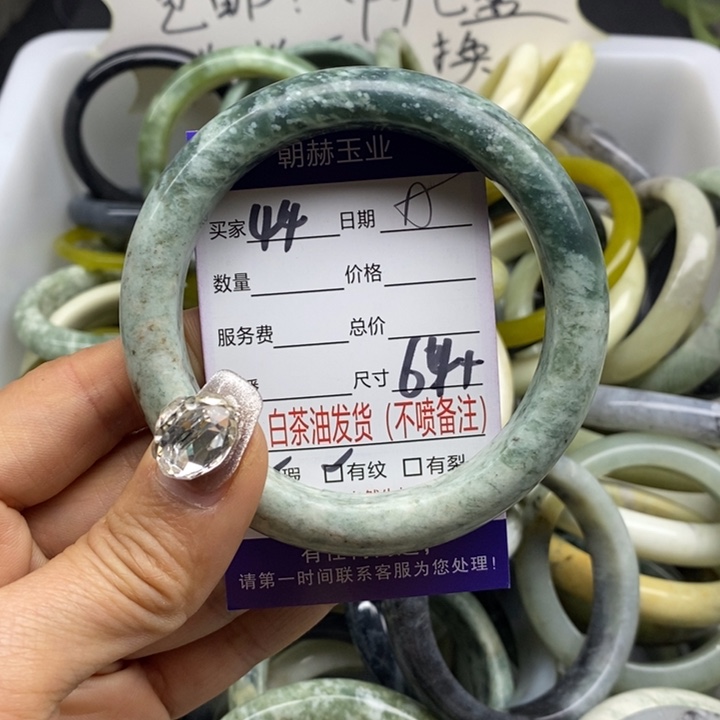 换
朝赫玉业
买家 44 日期
数量 价格
服务费 总价
尺寸 64+
白茶油发货（不喷备注）
瑕 ☑有纹 □有裂
请第一时间联系客服为您处理!